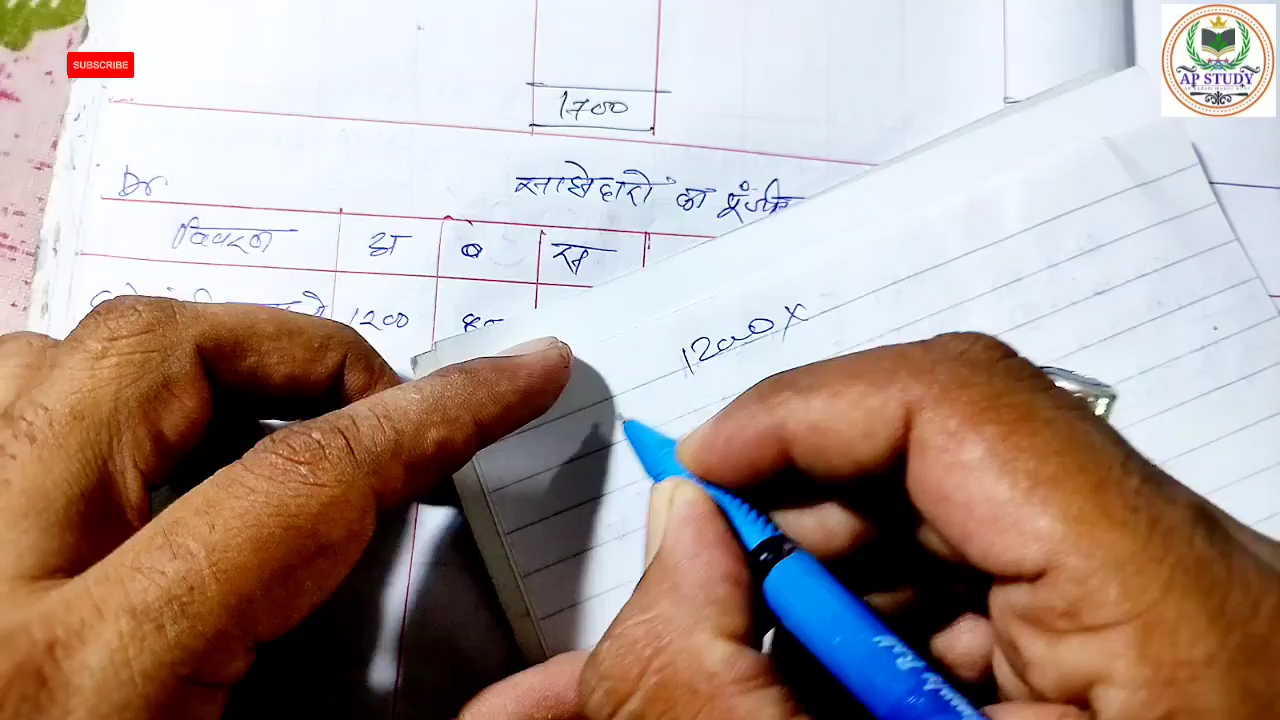 SUBSCRIBE
AP STUDY
1700
Dr साझेदारो का पूंजी
विवरण अ ब ख
1200
1200 X